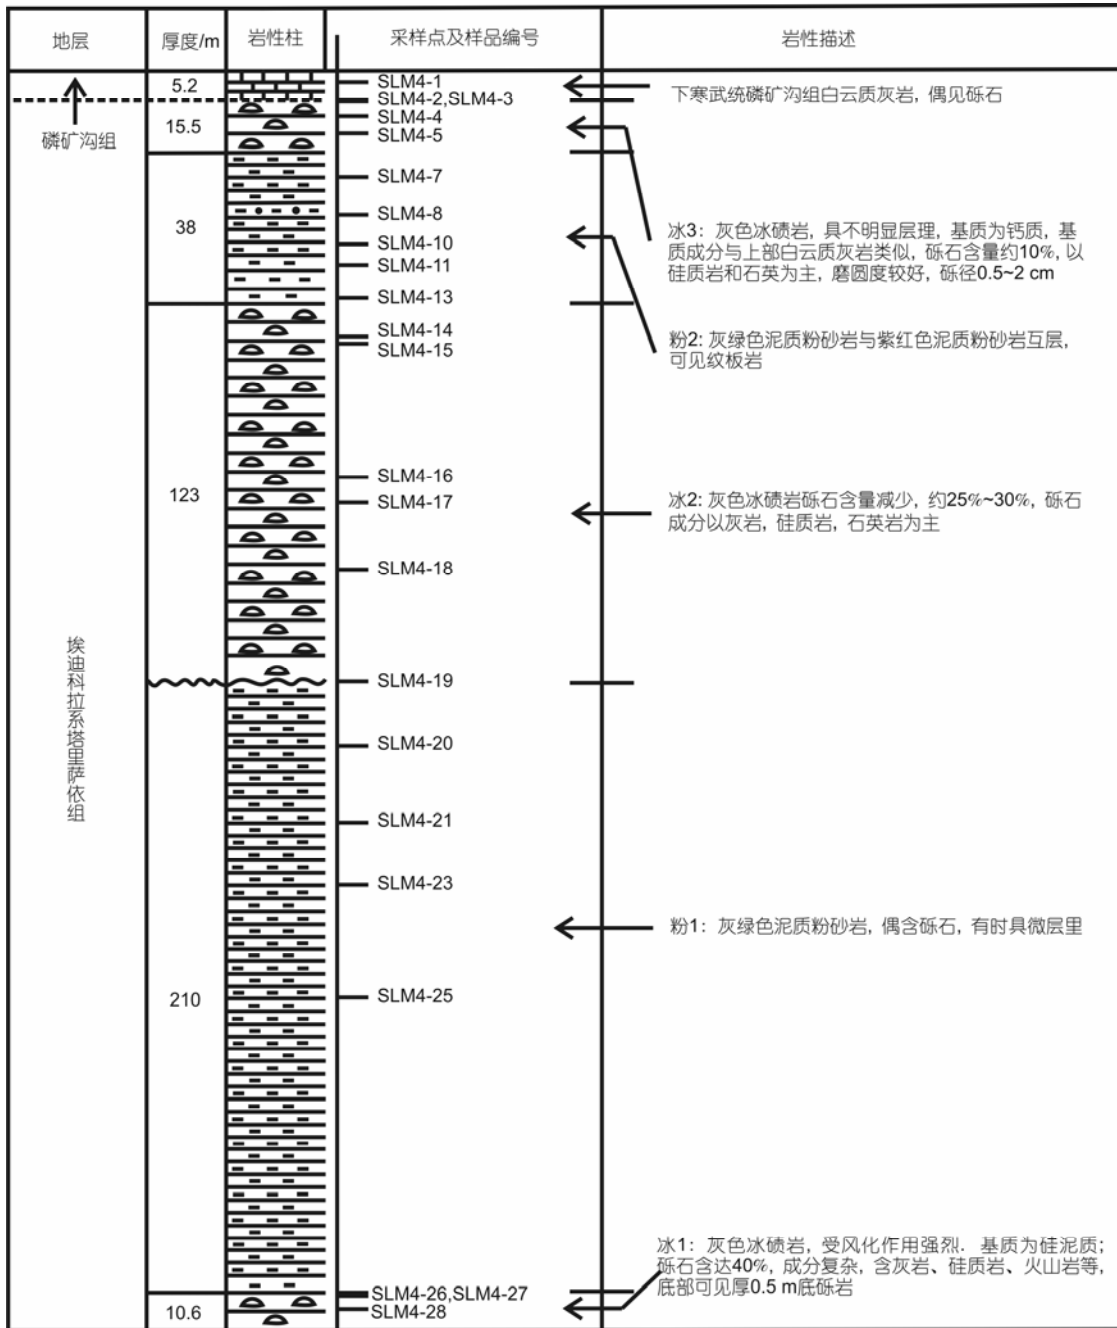 地层
厚度/m
岩性柱
采样点及样品编号
岩性描述
磷矿沟组
埃迪科拉系塔里萨依组
5.2
15.5
38
123
210
10.6
SLM4-1
SLM4-2,SLM4-3
SLM4-4
SLM4-5
SLM4-7
SLM4-8
SLM4-10
SLM4-11
SLM4-13
SLM4-14
SLM4-15
SLM4-16
SLM4-17
SLM4-18
SLM4-19
SLM4-20
SLM4-21
SLM4-23
SLM4-25
SLM4-26,SLM4-27
SLM4-28
下寒武统磷矿沟组白云质灰岩, 偶见砾石
冰3: 灰色冰碛岩, 具不明显层理, 基质为钙质, 基
质成分与上部白云质灰岩类似, 砾石含量约10%, 以
硅质岩和石英为主, 磨圆度较好, 砾径0.5~2 cm
粉2: 灰绿色泥质粉砂岩与紫红色泥质粉砂岩互层,
可见纹板岩
冰2: 灰色冰碛岩砾石含量减少, 约25%~30%, 砾石
成分以灰岩, 硅质岩, 石英岩为主
粉1: 灰绿色泥质粉砂岩, 偶含砾石, 有时具微层里
冰1: 灰色冰碛岩, 受风化作用强烈. 基质为硅泥质;
砾石含达40%, 成分复杂, 含灰岩、硅质岩、火山岩等,
底部可见厚0.5 m底砾岩